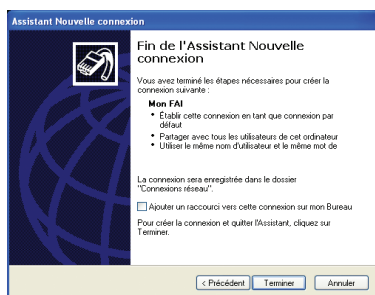 Assistant Nouvelle connexion
Fin de l'Assistant Nouvelle
connexion
Vous avez terminé les étapes nécessaires pour créer la
connexion suivante :
Mon FAI
• Établir cette connexion en tant que connexion par
défaut
• Partager avec tous les utilisateurs de cet ordinateur
• Utiliser le même nom d'utilisateur et le même mot de
La connexion sera enregistrée dans le dossier
"Connexions réseau".
Ajouter un raccourci vers cette connexion sur mon Bureau
Pour créer la connexion et quitter l'Assistant, cliquez sur
Terminer.
< Précédent Terminer Annuler